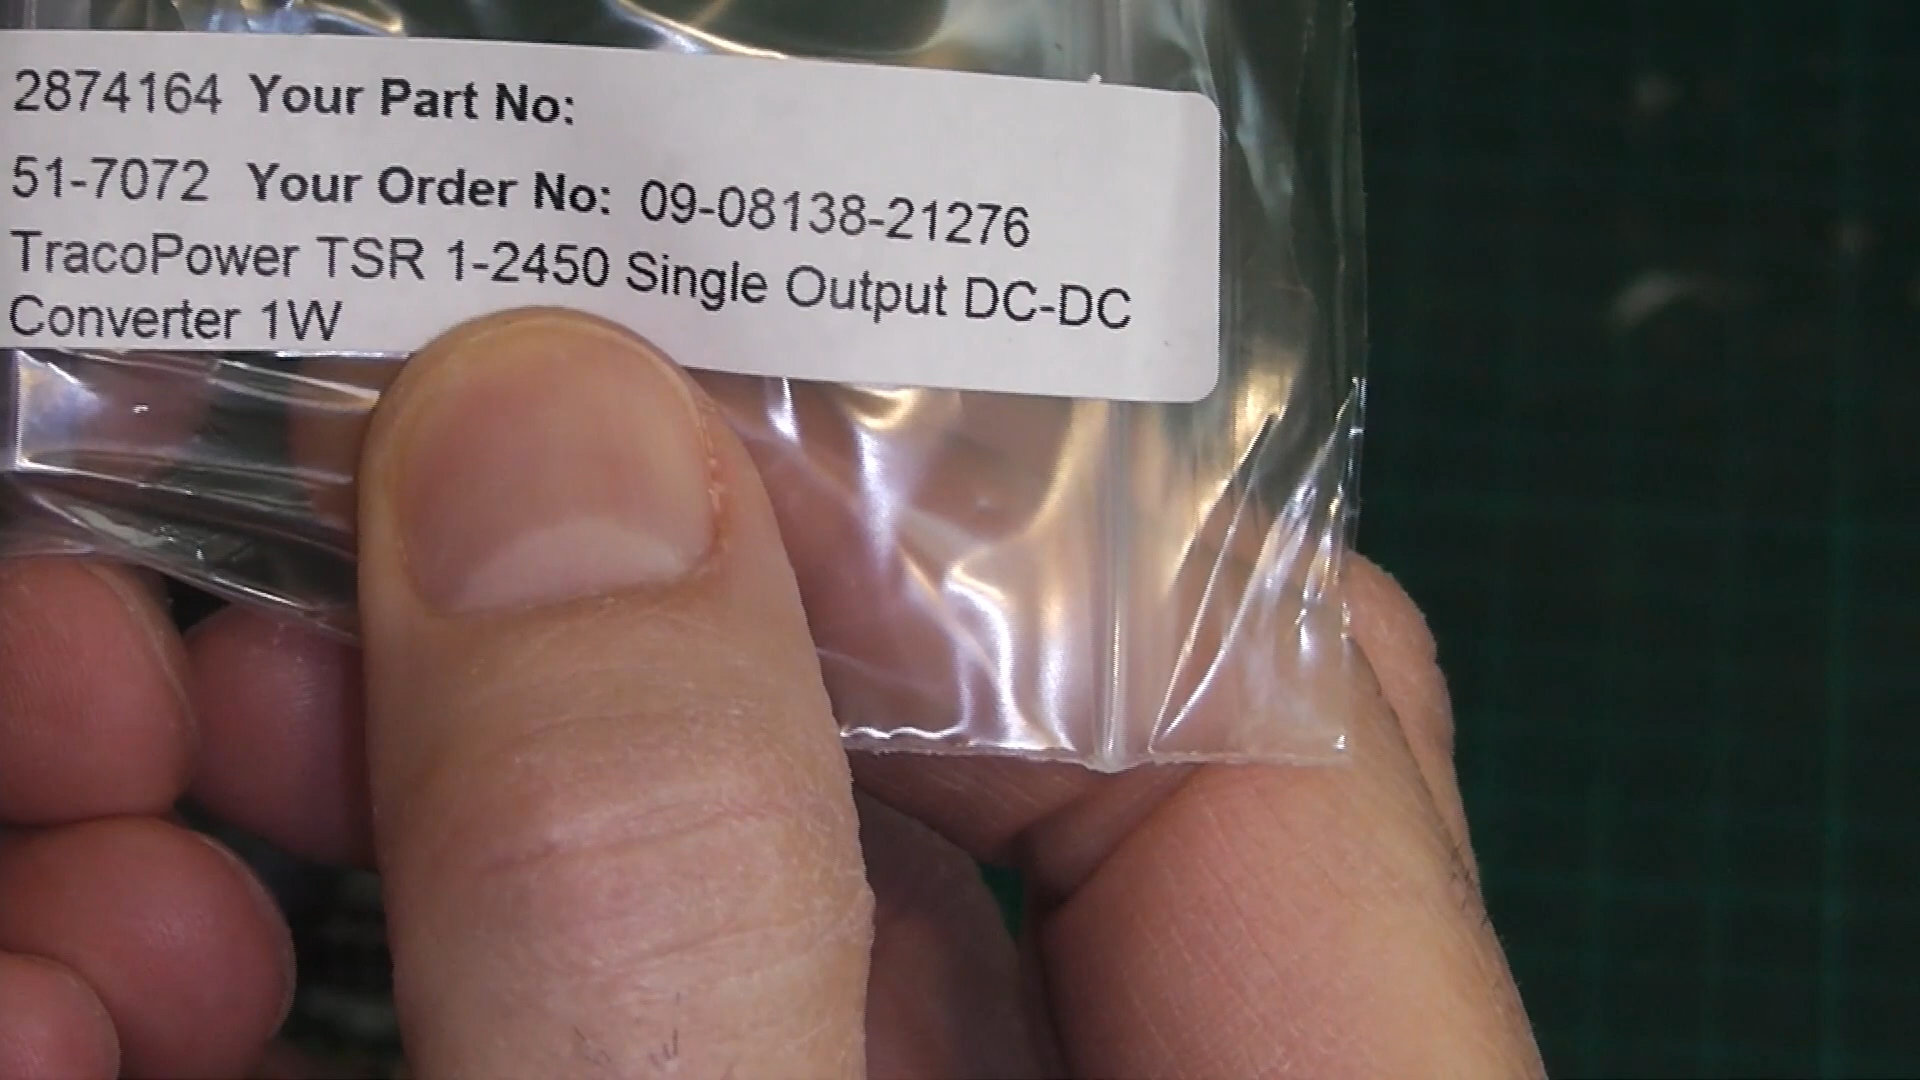 2874164 Your Part No:
51-7072 Your Order No: 09-08138-21276
TracoPower TSR 1-2450 Single Output DC-DC
Converter 1W